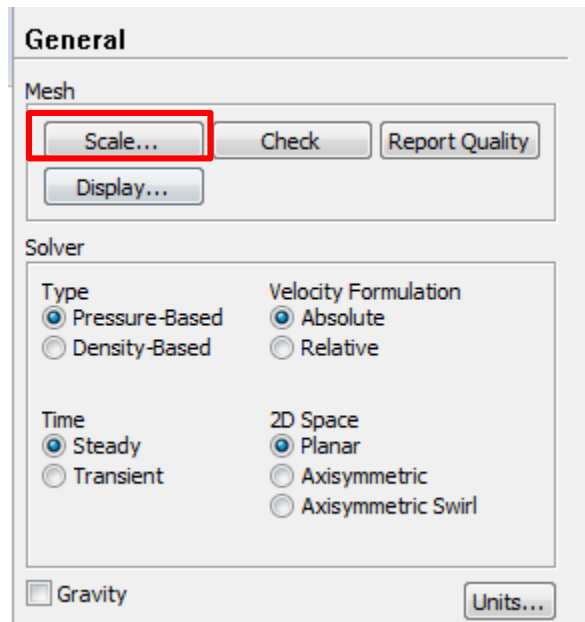 General
Mesh
Scale... Check Report Quality
Display...
Solver
Type Velocity Formulation
Pressure-Based Absolute
Density-Based Relative
Time 2D Space
Steady Planar
Transient Axisymmetric
Axisymmetric Swirl
Gravity Units...